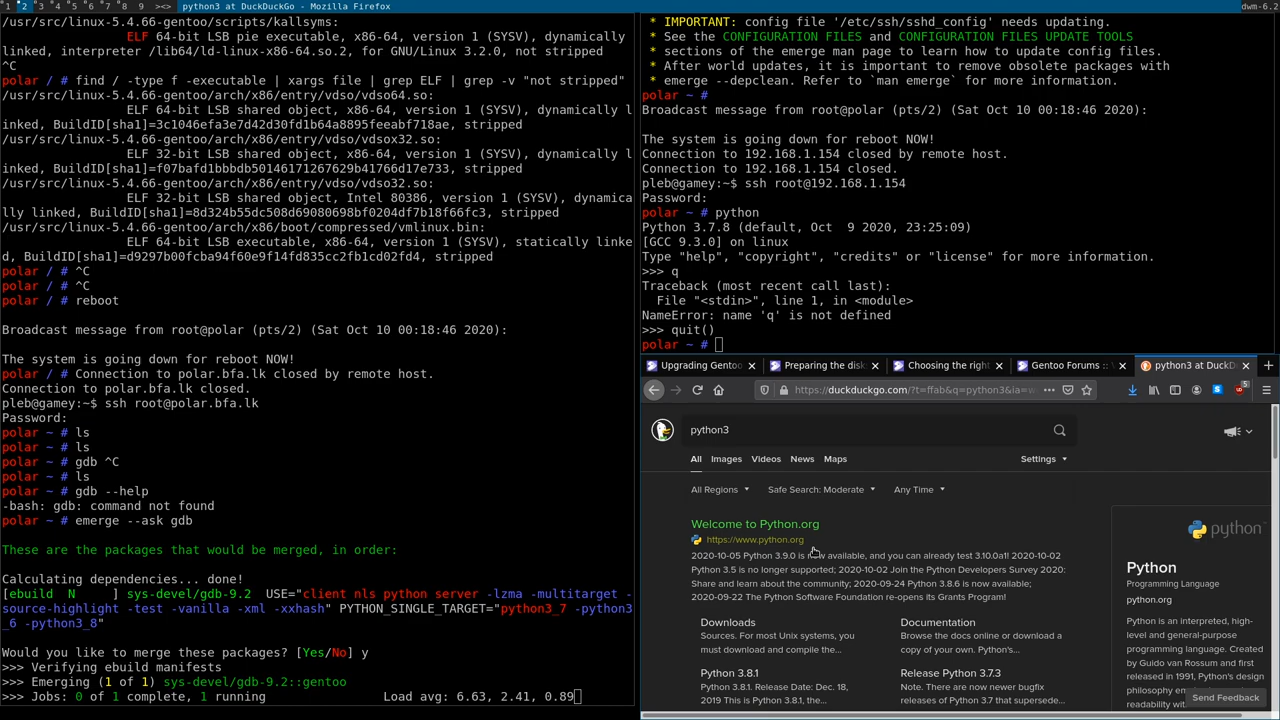 1 2 3 4 5 6 7 8 9 ><> python3 at DuckDuckGo - Mozilla Firefox dwm-6.2
/usr/src/linux-5.4.66-gentoo/scripts/kallsyms:
ELF 64-bit LSB pie executable, x86-64, version 1 (SYSV), dynamically
linked, interpreter /lib64/ld-linux-x86-64.so.2, for GNU/Linux 3.2.0, not stripped
^C
polar / # find / -type f -executable | xargs file | grep ELF | grep -v "not stripped"
/usr/src/linux-5.4.66-gentoo/arch/x86/entry/vdso/vdso64.so:
ELF 64-bit LSB shared object, x86-64, version 1 (SYSV), dynamically l
inked, BuildID[sha1]=3c1046efa3e7d42d30fd1b64a8895feeabf718ae, stripped
/usr/src/linux-5.4.66-gentoo/arch/x86/entry/vdso/vdsox32.so:
ELF 32-bit LSB shared object, x86-64, version 1 (SYSV), dynamically l
inked, BuildID[sha1]=f07bafd1bbbdb50146171267629b41766d17e733, stripped
/usr/src/linux-5.4.66-gentoo/arch/x86/entry/vdso/vdso32.so:
ELF 32-bit LSB shared object, Intel 80386, version 1 (SYSV), dynamica
lly linked, BuildID[sha1]=8d324b55dc508d69080698bf0204df7b18f66fc3, stripped
/usr/src/linux-5.4.66-gentoo/arch/x86/boot/compressed/vmlinux.bin:
ELF 64-bit LSB executable, x86-64, version 1 (SYSV), statically linke
d, BuildID[sha1]=d9297b00fcba94f60e9f14fd835cc2fb1cd02fd4, stripped
polar / # ^C
polar / # ^C
polar / # reboot
Broadcast message from root@polar (pts/2) (Sat Oct 10 00:18:46 2020):
The system is going down for reboot NOW!
polar / # Connection to polar.bfa.lk closed by remote host.
Connection to polar.bfa.lk closed.
pleb@gamey:~$ ssh root@polar.bfa.lk
Password:
polar ~ # ls
polar ~ # ls
polar ~ # gdb ^C
polar ~ # ls
polar ~ # gdb --help
-bash: gdb: command not found
polar ~ # emerge --ask gdb
These are the packages that would be merged, in order:
Calculating dependencies... done!
[ebuild N ] sys-devel/gdb-9.2 USE="client nls python server -lzma -multitarget -
source-highlight -test -vanilla -xml -xxhash" PYTHON_SINGLE_TARGET="python3_7 -python3
_6 -python3_8"
Would you like to merge these packages? [Yes/No] y
>>> Verifying ebuild manifests
>>> Emerging (1 of 1) sys-devel/gdb-9.2::gentoo
>>> Jobs: 0 of 1 complete, 1 running Load avg: 6.63, 2.41, 0.89
* IMPORTANT: config file '/etc/ssh/sshd_config' needs updating.
* See the CONFIGURATION FILES and CONFIGURATION FILES UPDATE TOOLS
* sections of the emerge man page to learn how to update config files.
* After world updates, it is important to remove obsolete packages with
* emerge --depclean. Refer to `man emerge` for more information.
polar ~ #
Broadcast message from root@polar (pts/2) (Sat Oct 10 00:18:46 2020):
The system is going down for reboot NOW!
Connection to 192.168.1.154 closed by remote host.
Connection to 192.168.1.154 closed.
pleb@gamey:~$ ssh root@192.168.1.154
Password:
polar ~ # python
Python 3.7.8 (default, Oct 9 2020, 23:25:09)
[GCC 9.3.0] on linux
Type "help", "copyright", "credits" or "license" for more information.
>>> q
Traceback (most recent call last):
File "<stdin>", line 1, in <module>
NameError: name 'q' is not defined
>>> quit()
polar ~ #
Upgrading Gentoo Preparing the dis Choosing the right Gentoo Forums :: python3 at DuckD
https://duckduckgo.com/?t=ffab&q=python3&ia=w 5
python3
All Images Videos News Maps Settings
All Regions Safe Search: Moderate Any Time
Welcome to Python.org
https://www.python.org
2020-10-05 Python 3.9.0 is now available, and you can already test 3.10.0a1! 2020-10-02
Python 3.5 is no longer supported; 2020-10-02 Join the Python Developers Survey 2020:
Share and learn about the community; 2020-09-24 Python 3.8.6 is now available;
2020-09-22 The Python Software Foundation re-opens its Grants Program!
Downloads
Sources. For most Unix systems, you
must download and compile the...
Documentation
Browse the docs online or download a
copy of your own. Python's...
Python 3.8.1
Python 3.8.1. Release Date: Dec. 18,
2019 This is Python 3.8.1, the...
Release Python 3.7.3
Note. There are now newer bugfix
releases of Python 3.7 that supersede...
python
Python
Programming Language
python.org
Python is an interpreted, high-
level and general-purpose
programming language. Created
by Guido van Rossum and first
released in 1991, Python's design
philosophy
readability
Send Feedback